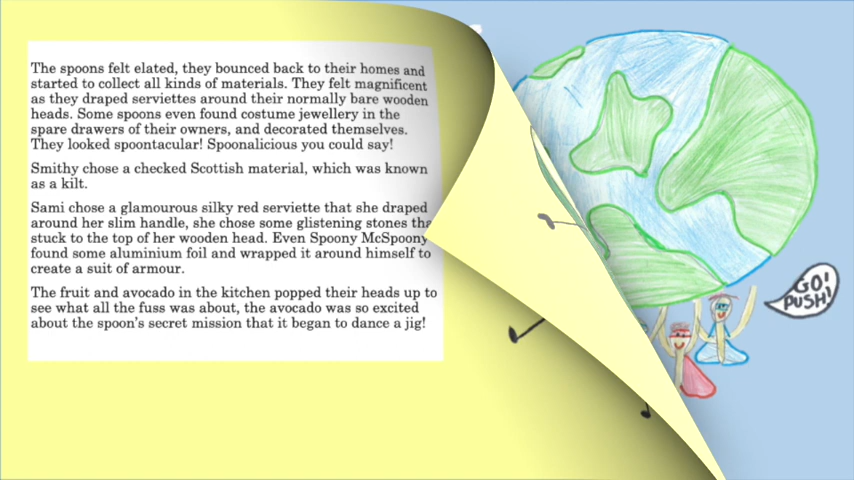 The spoons felt elated, they bounced back to their homes and
started to collect all kinds of materials. They felt magnificent
as they draped serviettes around their normally bare wooden
heads. Some spoons even found costume jewellery in the
spare drawers of their owners, and decorated themselves.
They looked spoontacular! Spoonalicious you could say!
Smithy chose a checked Scottish material, which was known
as a kilt.
Sami chose a glamourous silky red serviette that she draped
around her slim handle, she chose some glistening stones tha
stuck to the top of her wooden head. Even Spoony McSpoony
found some aluminium foil and wrapped it around himself to
create a suit of armour.
The fruit and avocado in the kitchen popped their heads up to
see what all the fuss was about, the avocado was so excited
about the spoon's secret mission that it began to dance a jig!
GO!
PUSH!